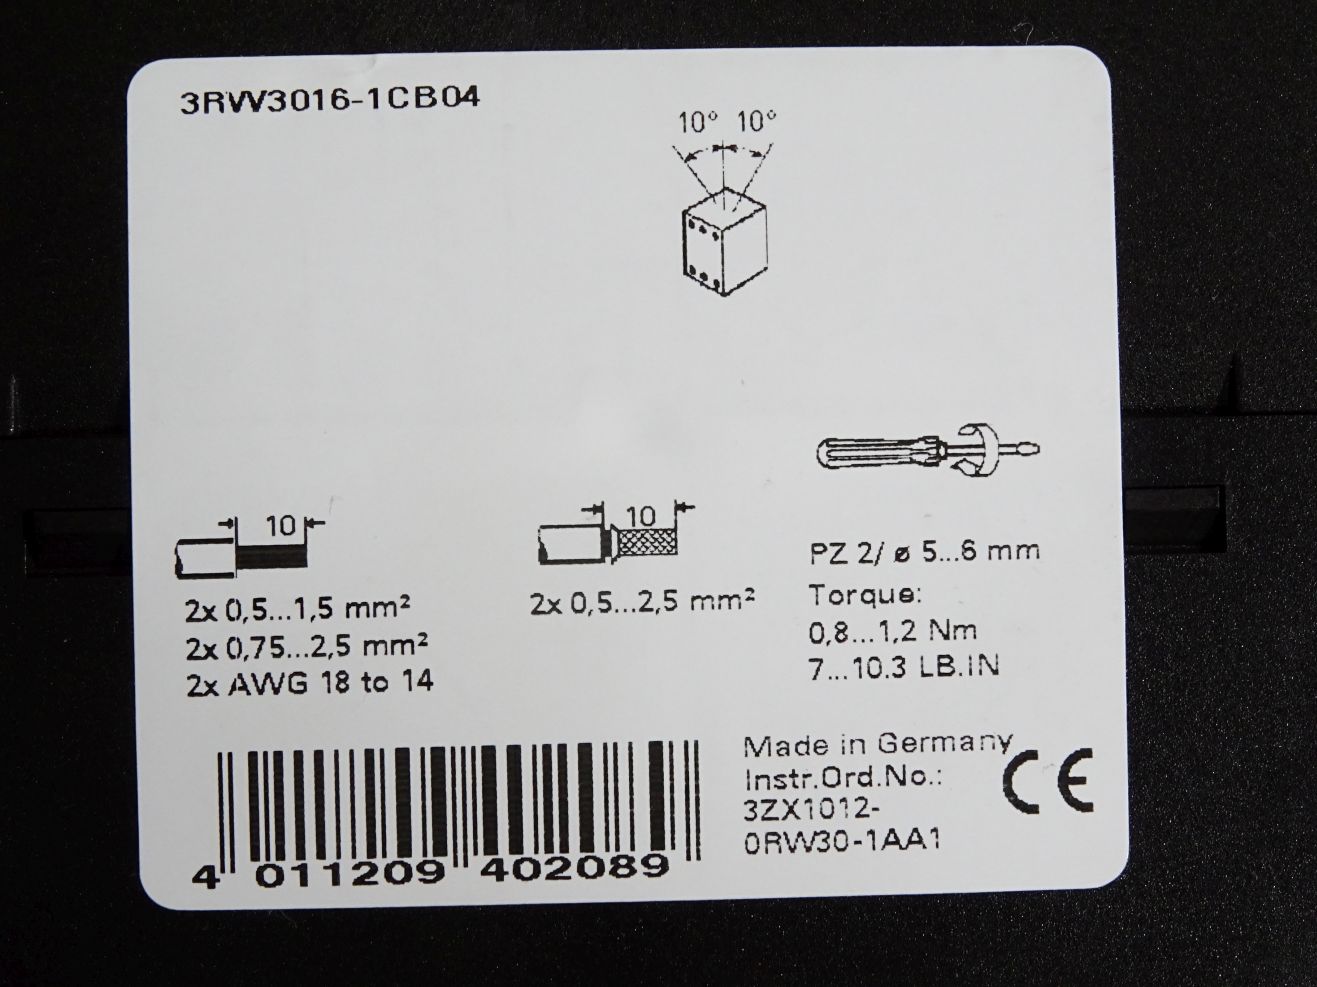 3RW3016-1CB04
10° 10°
10
2x 0,5...1,5 mm²
2x 0,75...2,5 mm²
2x AWG 18 to 14
10
2x 0,5...2,5 mm²
PZ 2/ ø 5...6 mm
Torque:
0,8...1,2 Nm
7...10.3 LB.IN
4 011209 402089
Made in Germany
Instr.Ord.No.:
3ZX1012-
0RW30-1AA1
CE